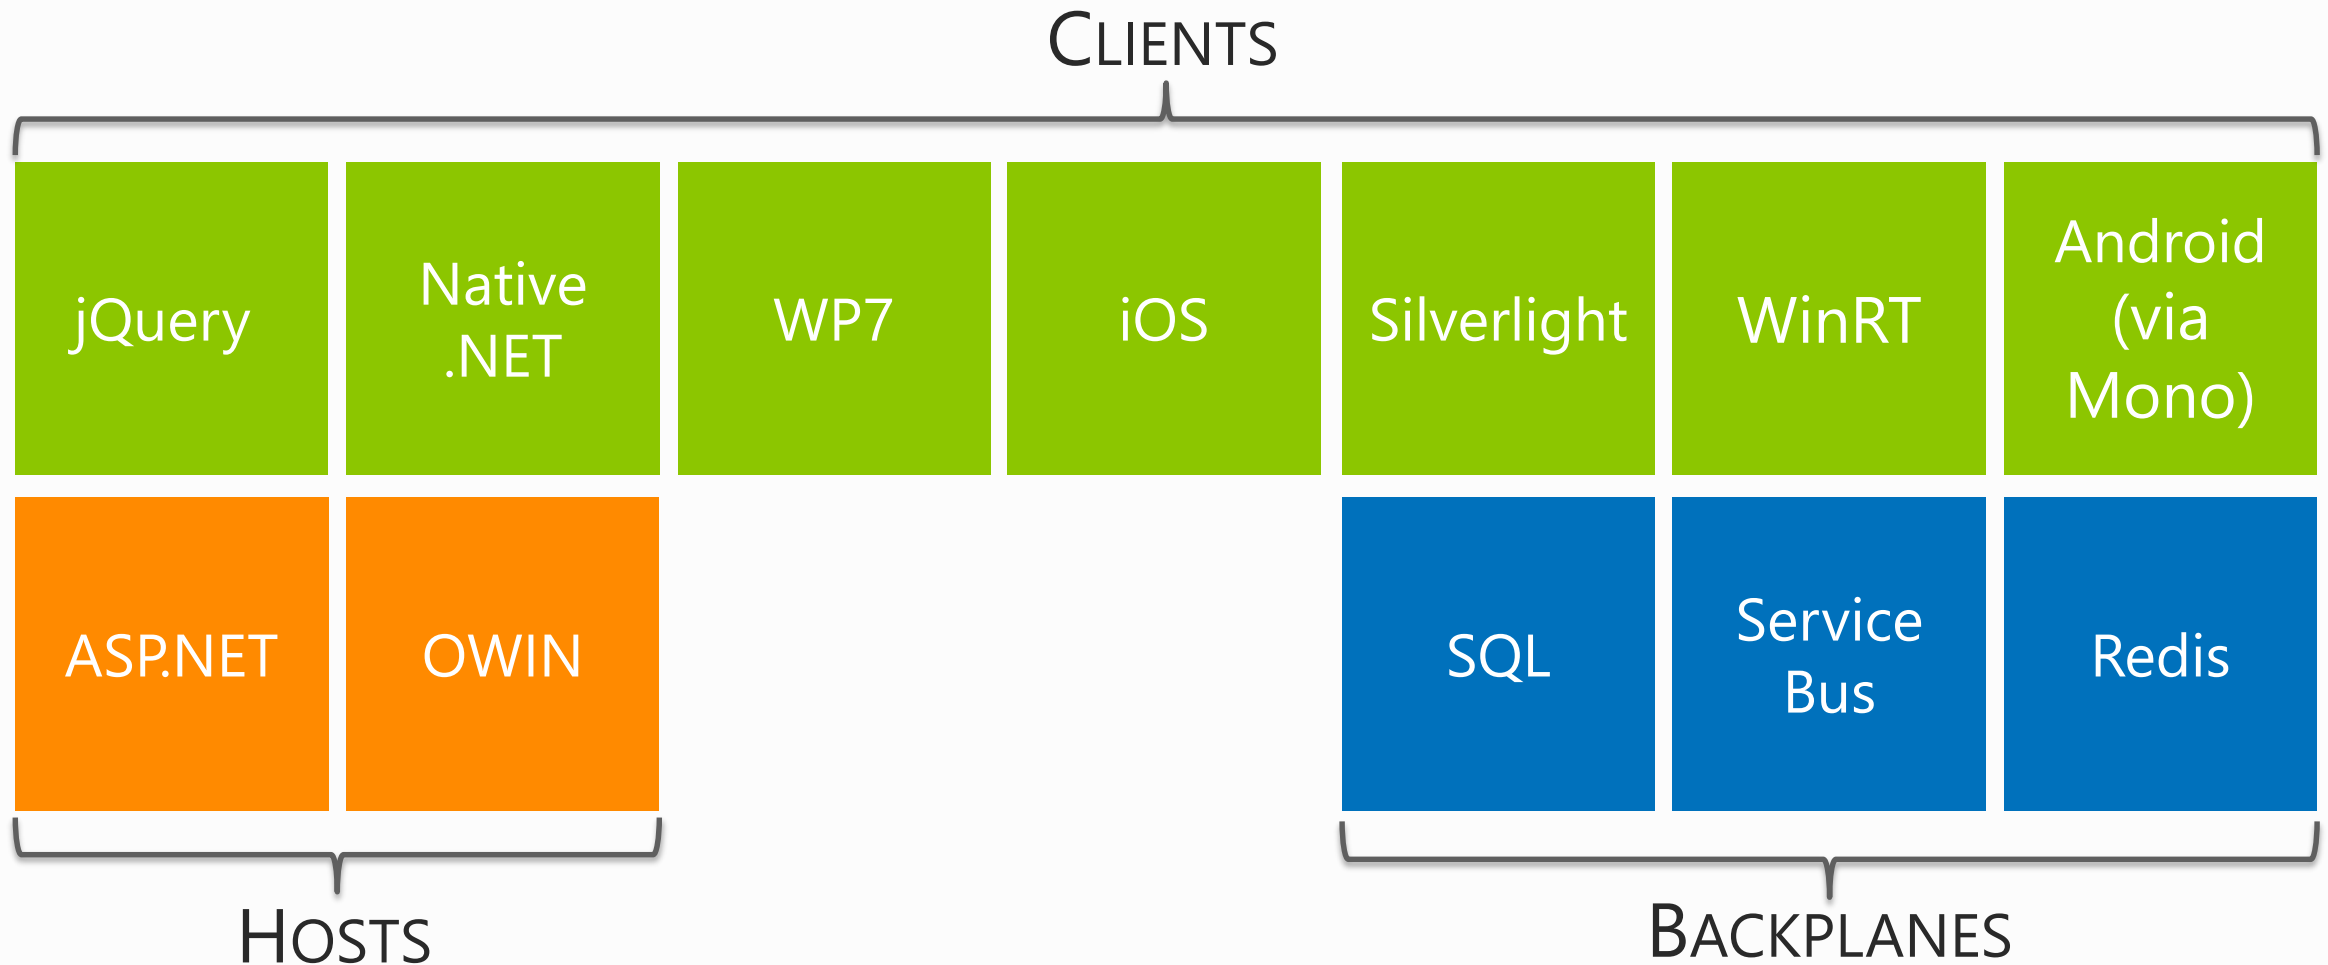 CLIENTS
jQuery
Native
.NET
WP7
iOS
Silverlight
WinRT
Android
(via
Mono)
ASP.NET
OWIN
SQL
Service
Bus
Redis
HOSTS
BACKPLANES